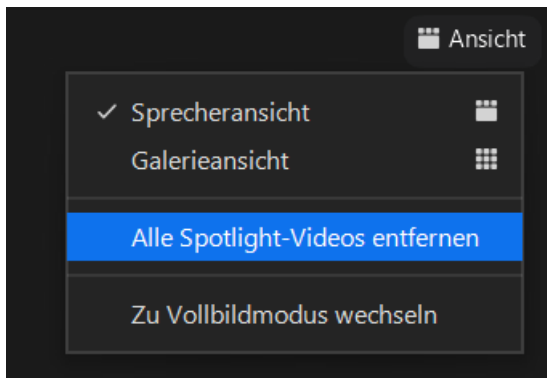 Ansicht
Sprecheransicht
Galerieansicht
Alle Spotlight-Videos entfernen
Zu Vollbildmodus wechseln